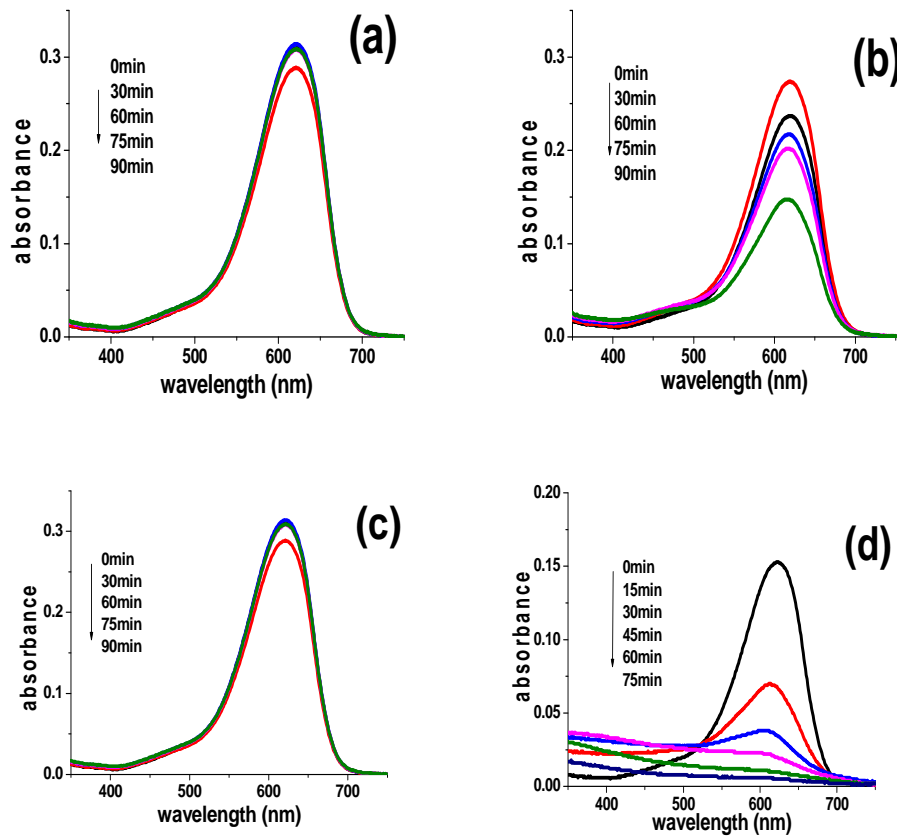 (a)
0min
30min
60min
75min
90min
0.3
0.2
0.1
0.0
400
500
600
700
absorbance
wavelength (nm)
(b)
0min
30min
60min
75min
90min
0.3
0.2
0.1
0.0
400
500
600
700
absorbance
wavelength (nm)
(c)
0min
30min
60min
75min
90min
0.3
0.2
0.1
0.0
400
500
600
700
absorbance
wavelength (nm)
(d)
0min
15min
30min
45min
60min
75min
0.20
0.15
0.10
0.05
0.00
400
500
600
700
absorbance
wavelength (nm)